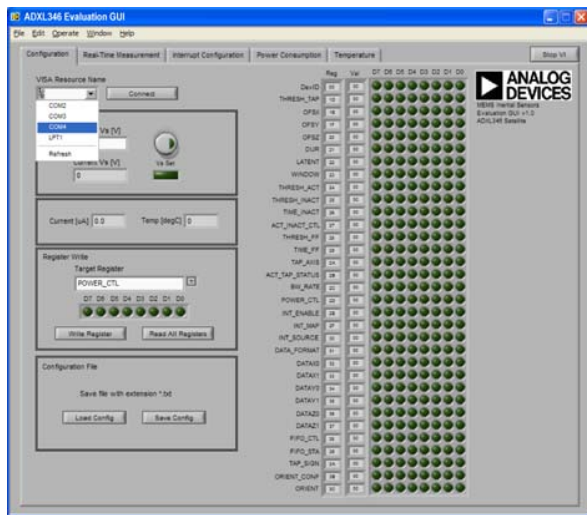 ADXL346 Evaluation GUI
File Edit Operate Window Help
Configuration Real-Time Measurement Interrupt Configuration Power Consumption Temperature Stop VI
VISA Resource Name
Connect
COM2
COM3
COM4
LPT1
Refresh
Vs [V]
Vs Set
Current Vs [V]
0
Current [uA] 0.0 Temp [degC] 0
Register Write
Target Register
POWER_CTL
D7 D6 D5 D4 D3 D2 D1 D0
Write Register Read All Registers
Configuration File
Save file with extension *.txt
Load Config Save Config
Reg Val D7 D6 D5 D4 D3 D2 D1 D0
DevID
THRESH_TAP
OFSX
OFSY
OFSZ
DUR
LATENT
WINDOW
THRESH_ACT
THRESH_INACT
TIME_INACT
ACT_INACT_CTL
THRESH_FF
TIME_FF
TAP_AXIS
ACT_TAP_STATUS
BW_RATE
POWER_CTL
INT_ENABLE
INT_MAP
INT_SOURCE
DATA_FORMAT
DATAX0
DATAX1
DATAY0
DATAY1
DATAZ0
DATAZ1
FIFO_CTL
FIFO_STA
TAP_SIGN
ORIENT_CONF
ORIENT
ANALOG
DEVICES
MEMS Inertial Sensors
Evaluation GUI v1.0
ADXL346 Satellite